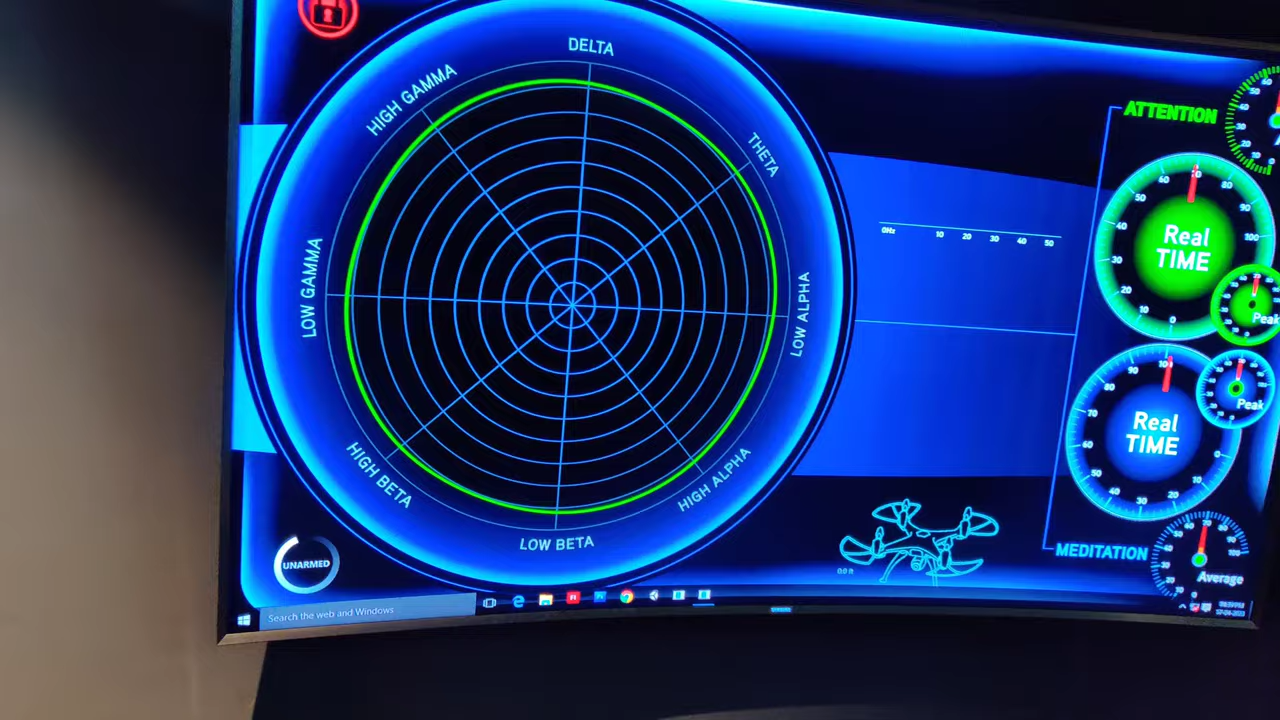 DELTA
HIGH GAMMA
THETA
LOW GAMMA
LOW ALPHA
HIGH BETA
HIGH ALPHA
LOW BETA
UNARMED
0Hz 10 20 30 40 50
ATTENTION
Real
TIME
Peak
Real
TIME
Peak
MEDITATION
Average
Search the web and Windows